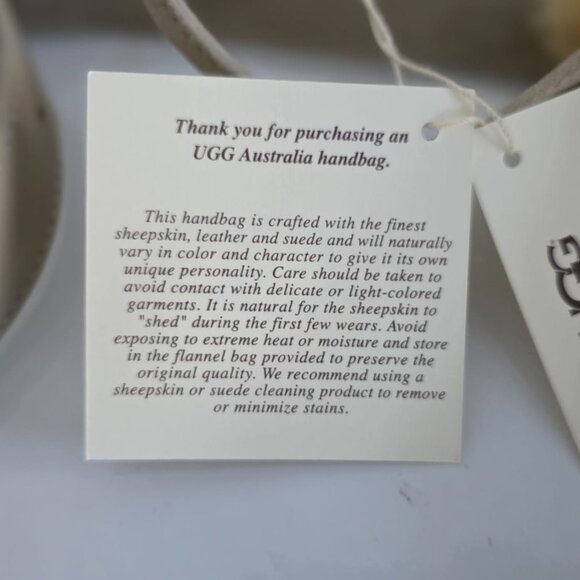 Thank you for purchasing an
UGG Australia handbag.
This handbag is crafted with the finest
sheepskin, leather and suede and will naturally
vary in color and character to give it its own
unique personality. Care should be taken to
avoid contact with delicate or light-colored
garments. It is natural for the sheepskin to
"shed" during the first few wears. Avoid
exposing to extreme heat or moisture and store
in the flannel bag provided to preserve the
original quality. We recommend using a
sheepskin or suede cleaning product to remove
or minimize stains.